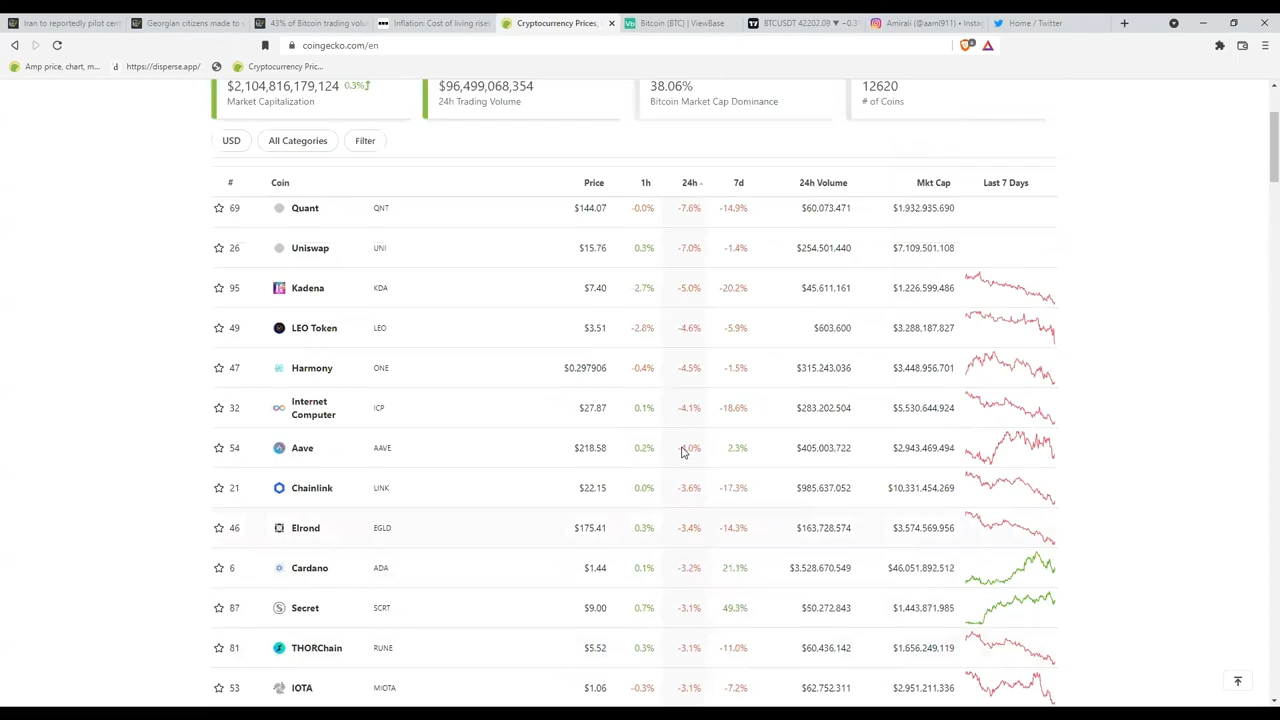 Iran to reportedly pilot cent
Georgian citizens made to s
43% of Bitcoin trading volu
Inflation: Cost of living rises
Cryptocurrency Prices,
Bitcoin (BTC) | ViewBase
BTCUSDT 42202.09 ▼ −0.3
Amirali (@aaml911) • Insta
Home / Twitter
coingecko.com/en
Amp price, chart, m...
https://disperse.app/
Cryptocurrency Pric...
$2,104,816,179,124 0.3%
$96,499,068,354
38.06%
12620
Market Capitalization
24h Trading Volume
Bitcoin Market Cap Dominance
# of Coins
USD
All Categories
Filter
# Coin Price 1h 24h 7d 24h Volume Mkt Cap Last 7 Days
69 Quant QNT $144.07 -0.0% -7.6% -14.9% $60.073.471 $1.932.935.690
26 Uniswap UNI $15.76 0.3% -7.0% -1.4% $254.501.440 $7.109.501.108
95 Kadena KDA $7.40 -2.7% -5.0% -20.2% $45.611.161 $1.226.599.486
49 LEO Token LEO $3.51 -2.8% -4.6% -5.9% $603.600 $3.288.187.827
47 Harmony ONE $0.297906 -0.4% -4.5% -1.5% $315.243.036 $3.448.956.701
32 Internet Computer ICP $27.87 0.1% -4.1% -18.6% $283.202.504 $5.530.644.924
54 Aave AAVE $218.58 0.2% 2.3% $405.003.722 $2.943.469.494
21 Chainlink LINK $22.15 0.0% -3.6% -17.3% $985.637.052 $10.331.454.269
46 Elrond EGLD $175.41 0.3% -3.4% -14.3% $163.728.574 $3.574.569.956
6 Cardano ADA $1.44 0.1% -3.2% 21.1% $3.528.670.549 $46.051.892.512
87 Secret SCRT $9.00 0.7% -3.1% 49.3% $50.272.843 $1.443.871.985
81 THORChain RUNE $5.52 0.3% -3.1% -11.0% $60.436.142 $1.656.249.119
53 IOTA MIOTA $1.06 -0.3% -3.1% -7.2% $62.752.311 $2.951.211.336